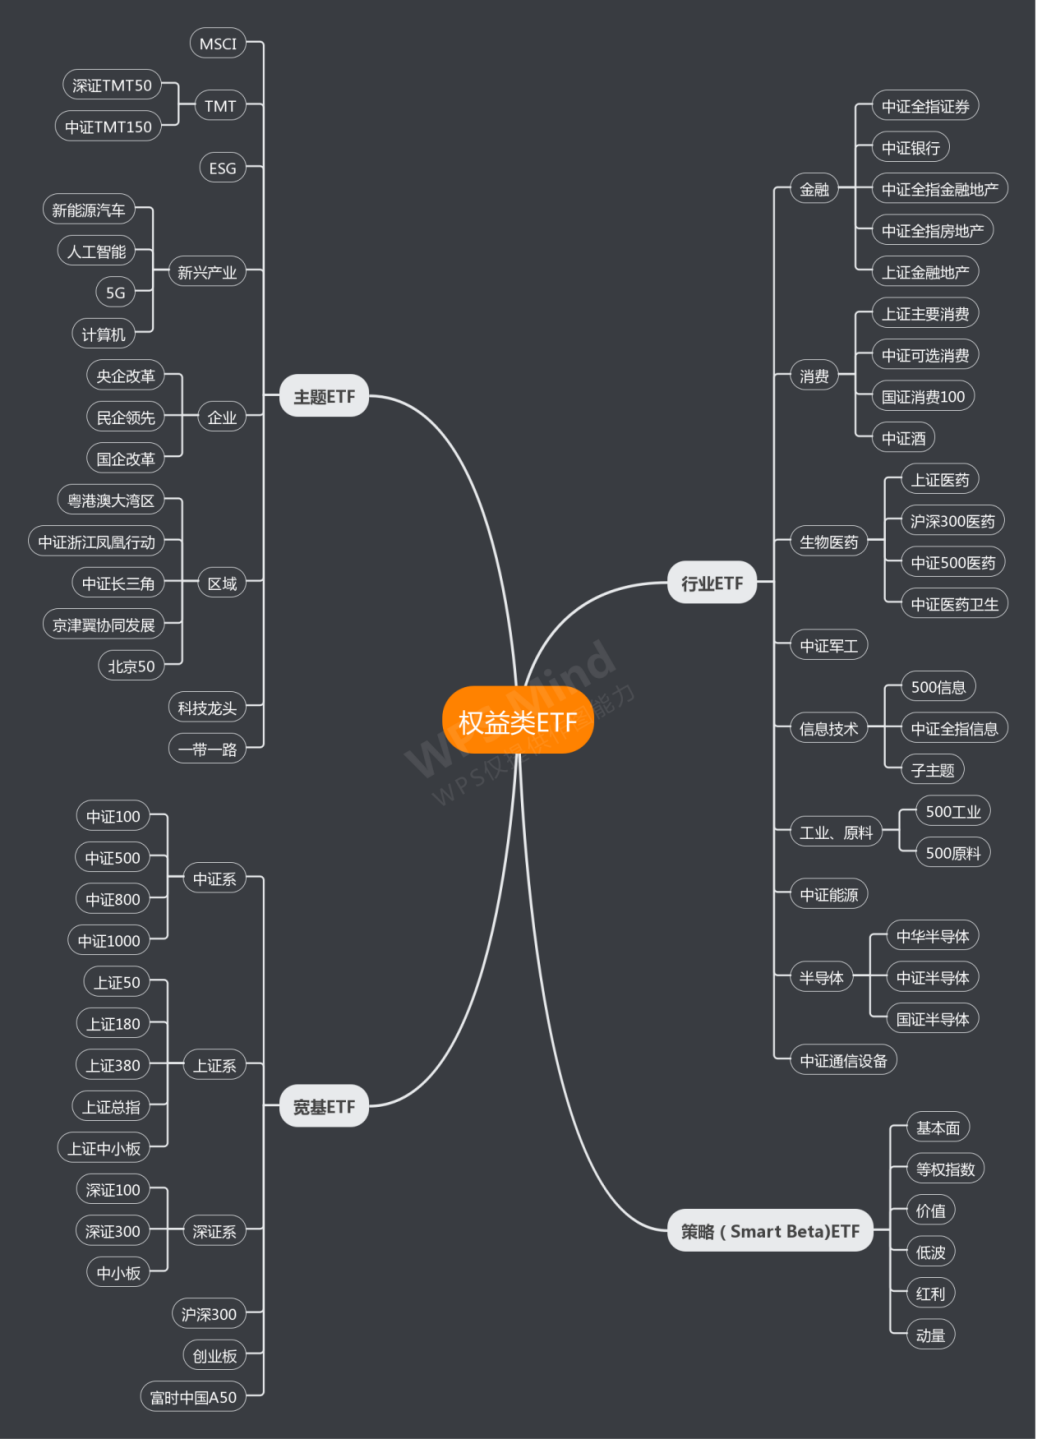 权益类ETF
主题ETF
MSCI
TMT
深证TMT50
中证TMT150
ESG
新兴产业
新能源汽车
人工智能
5G
计算机
企业
央企改革
民企领先
国企改革
区域
粤港澳大湾区
中证浙江凤凰行动
中证长三角
京津翼协同发展
北京50
科技龙头
一带一路
宽基ETF
中证系
中证100
中证500
中证800
中证1000
上证系
上证50
上证180
上证380
上证总指
上证中小板
深证系
深证100
深证300
中小板
沪深300
创业板
富时中国A50
行业ETF
金融
中证全指证券
中证银行
中证全指金融地产
中证全指房地产
上证金融地产
消费
上证主要消费
中证可选消费
国证消费100
中证酒
生物医药
上证医药
沪深300医药
中证500医药
中证医药卫生
中证军工
信息技术
500信息
中证全指信息
子主题
工业、原料
500工业
500原料
中证能源
半导体
中华半导体
中证半导体
国证半导体
中证通信设备
策略（Smart Beta)ETF
基本面
等权指数
价值
低波
红利
动量
WPS Mind
WPS仅
能力